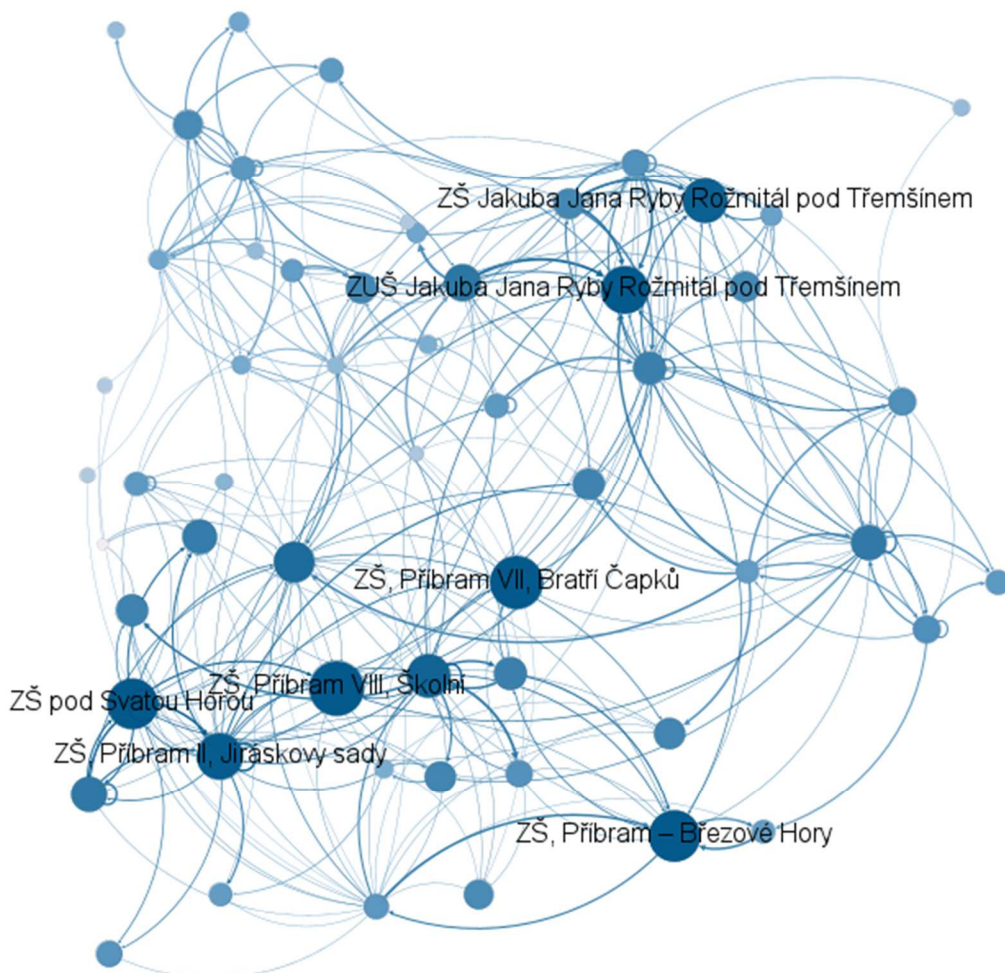 ZŠ Jakuba Jana Ryby Rožmitál pod Třemšínem
ZUŠ Jakuba Jana Ryby Rožmitál pod Třemšínem
ZŠ, Příbram VII, Bratří Čapků
ZŠ, Příbram VIII, Školní
ZŠ pod Svatou Horou
ZŠ, Příbram II, Jiráskovy sady
ZŠ, Příbram – Březové Hory